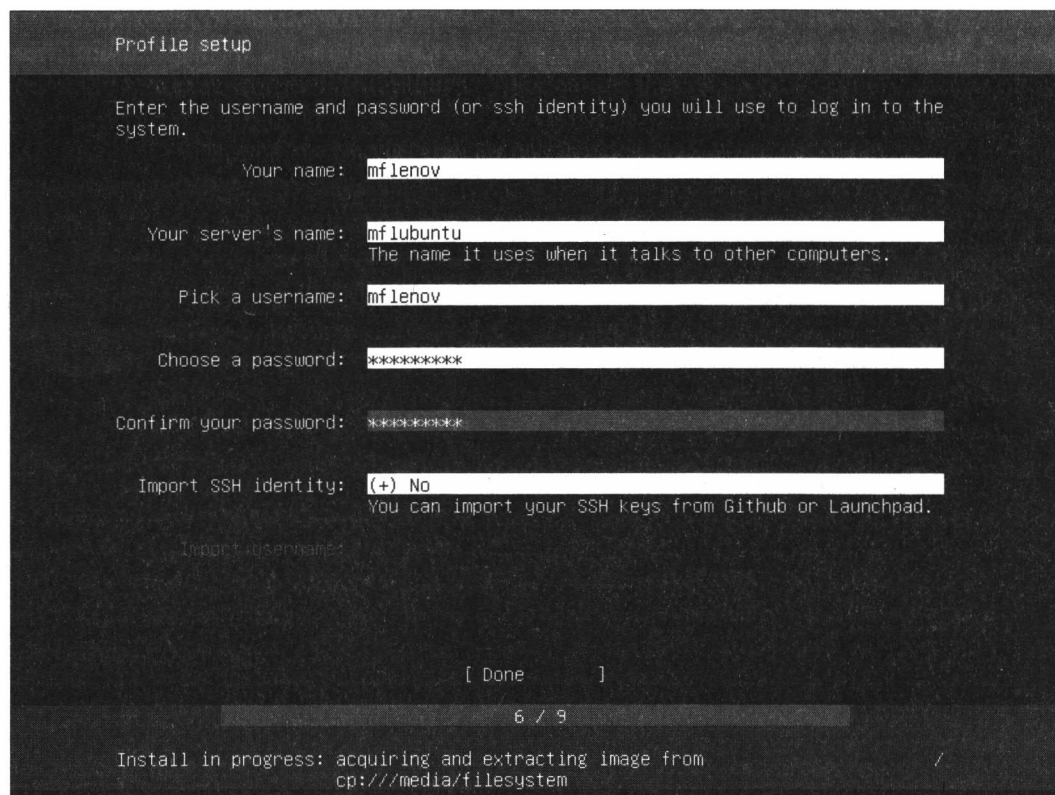 Profile setup
Enter the username and password (or ssh identity) you will use to log in to the
system.
Your name: mflenov
Your server's name: mflubuntu
The name it uses when it talks to other computers.
Pick a username: mflenov
Choose a password: *********
Confirm your password: *********
Import SSH identity: (+) No
You can import your SSH keys from Github or Launchpad.
Import username:
[ Done ]
6 / 9
Install in progress: acquiring and extracting image from /
cp:///media/filesystem